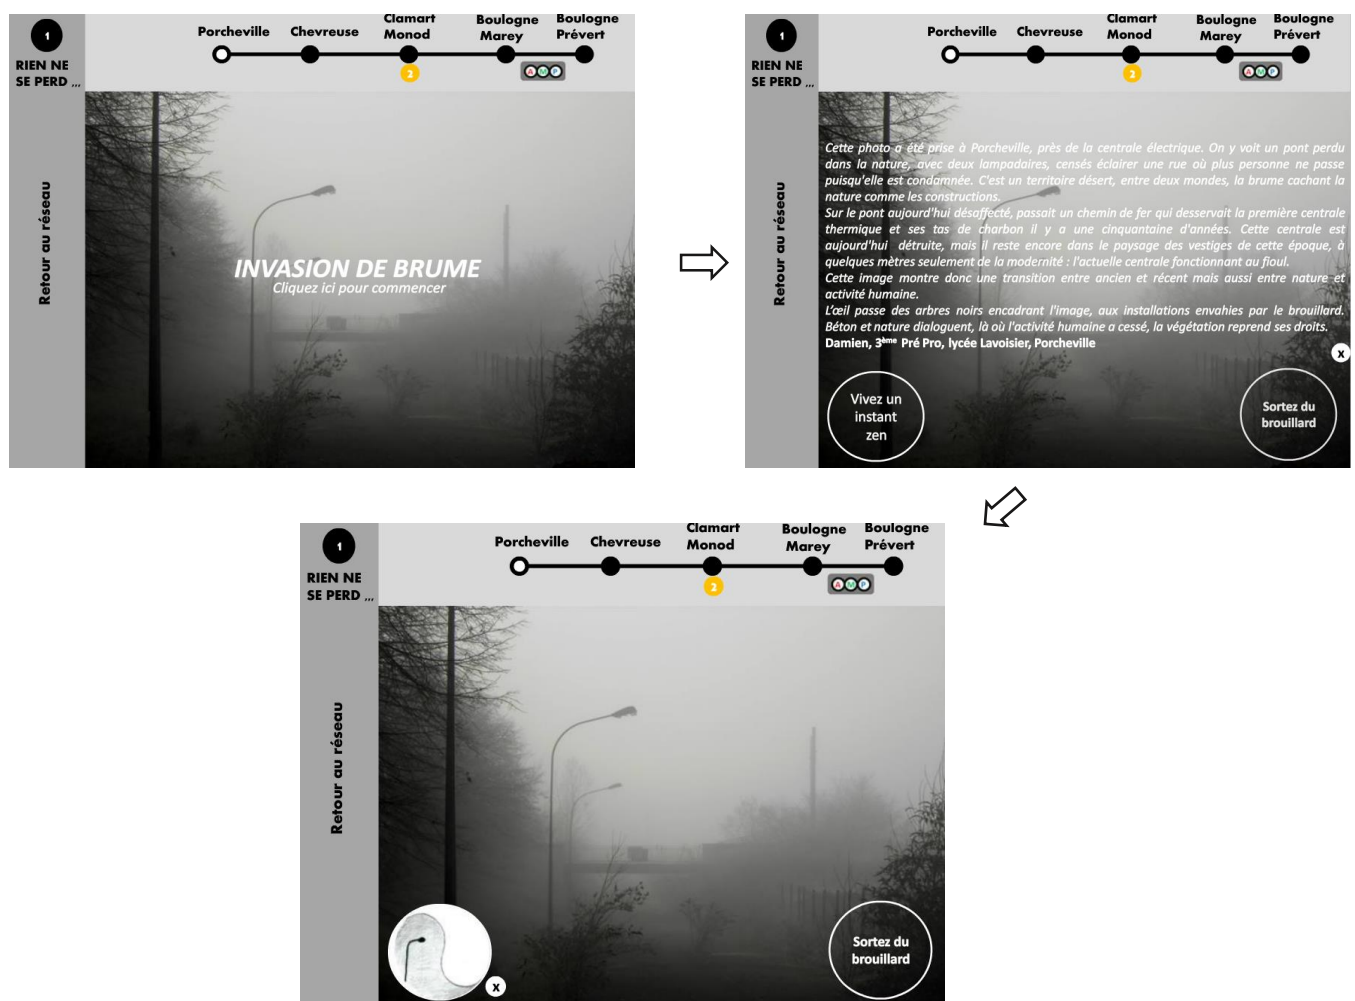 1
RIEN NE
SE PERD ,,,
Retour au réseau
Porcheville
Chevreuse
Clamart
Monod
Boulogne
Marey
Boulogne
Prévert
2
A M P
INVASION DE BRUME
Cliquez ici pour commencer
1
RIEN NE
SE PERD ,,,
Retour au réseau
Porcheville
Chevreuse
Clamart
Monod
Boulogne
Marey
Boulogne
Prévert
2
A M P
Cette photo a été prise à Porcheville, près de la centrale électrique. On y voit un pont perdu
dans la nature, avec deux lampadaires, censés éclairer une rue où plus personne ne passe
puisqu'elle est condamnée. C'est un territoire désert, entre deux mondes, la brume cachant la
nature comme les constructions.
Sur le pont aujourd'hui désaffecté, passait un chemin de fer qui desservait la première centrale
thermique et ses tas de charbon il y a une cinquantaine d'années. Cette centrale est
aujourd'hui détruite, mais il reste encore dans le paysage des vestiges de cette époque, à
quelques mètres seulement de la modernité : l'actuelle centrale fonctionnant au fioul.
Cette image montre donc une transition entre ancien et récent mais aussi entre nature et
activité humaine.
L'œil passe des arbres noirs encadrant l'image, aux installations envahies par le brouillard.
Béton et nature dialoguent, là où l'activité humaine a cessé, la végétation reprend ses droits.
Damien, 3ème Pré Pro, lycée Lavoisier, Porcheville
X
Vivez un
instant
zen
Sortez du
brouillard
1
RIEN NE
SE PERD ,,,
Retour au réseau
Porcheville
Chevreuse
Clamart
Monod
Boulogne
Marey
Boulogne
Prévert
2
A M P
X
Sortez du
brouillard